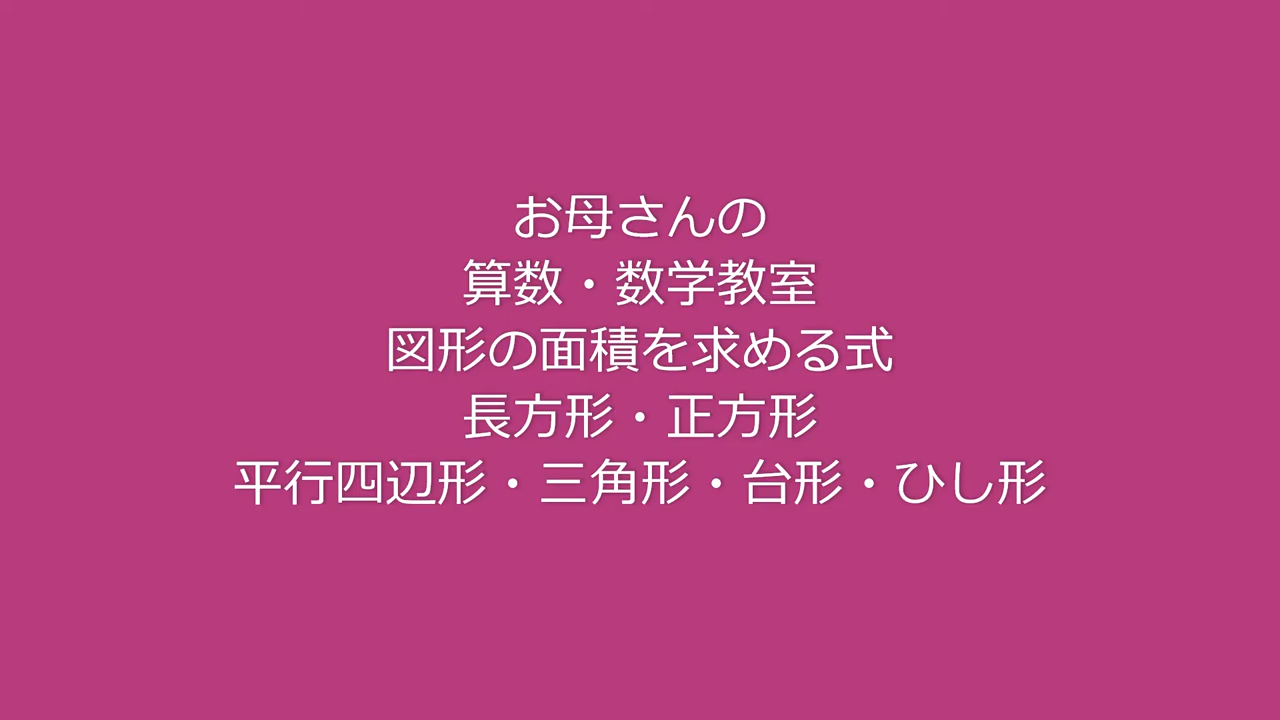 お母さんの
算数・数学教室
図形の面積を求める式
長方形・正方形
平行四辺形・三角形・台形・ひし形